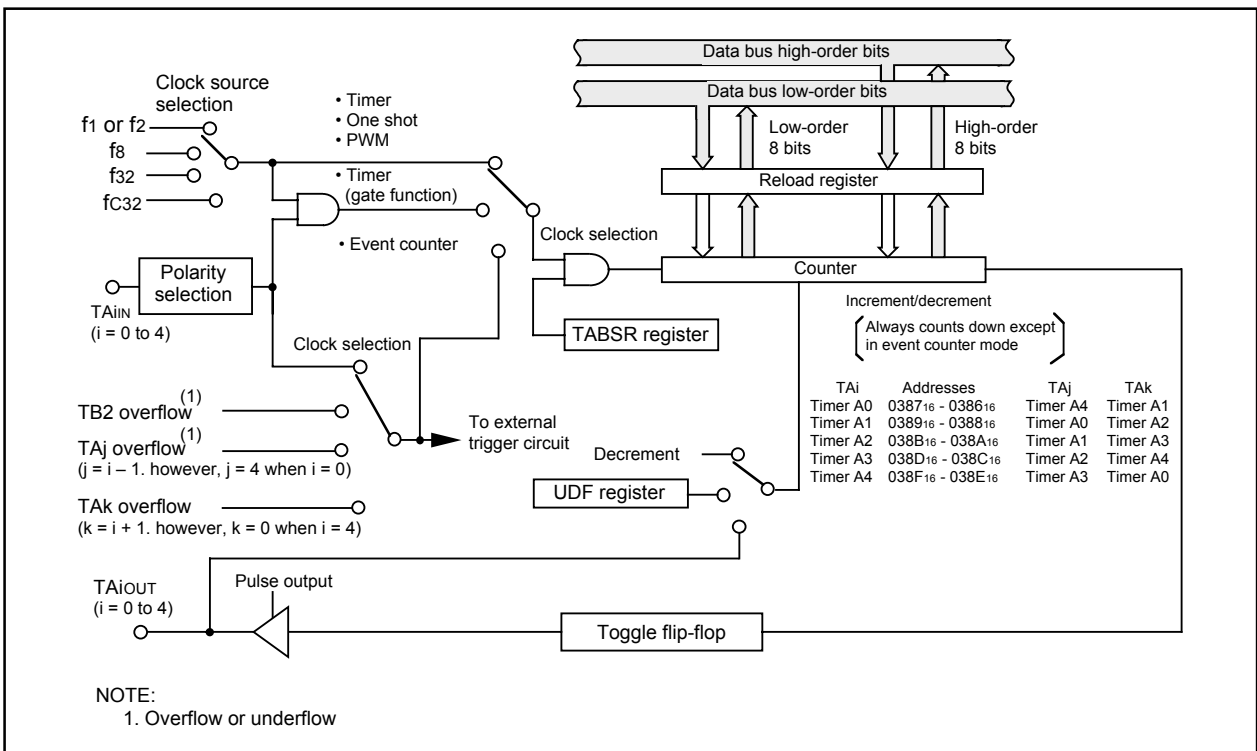 Data bus high-order bits
Data bus low-order bits
Clock source
selection
f1 or f2
f8
f32
fC32
• Timer
• One shot
• PWM
• Timer
(gate function)
• Event counter
Low-order
8 bits
High-order
8 bits
Reload register
Clock selection
Counter
Polarity
selection
TAiIN
(i = 0 to 4)
TABSR register
Increment/decrement
Always counts down except
in event counter mode
Clock selection
TB2 overflow(1)
TAj overflow(1)
(j = i – 1. however, j = 4 when i = 0)
TAk overflow
(k = i + 1. however, k = 0 when i = 4)
To external
trigger circuit
Decrement
UDF register
TAi Addresses TAj TAk
Timer A0 038716 - 038616 Timer A4 Timer A1
Timer A1 038916 - 038816 Timer A0 Timer A2
Timer A2 038B16 - 038A16 Timer A1 Timer A3
Timer A3 038D16 - 038C16 Timer A2 Timer A4
Timer A4 038F16 - 038E16 Timer A3 Timer A0
TAiOUT
(i = 0 to 4)
Pulse output
Toggle flip-flop
NOTE:
1. Overflow or underflow